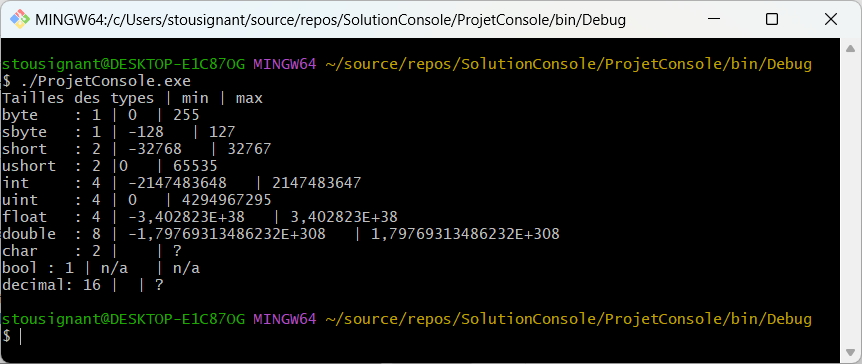 MINGW64:/c/Users/stousignant/source/repos/SolutionConsole/ProjetConsole/bin/Debug
stousignant@DESKTOP-E1C87OG MINGW64 ~/source/repos/SolutionConsole/ProjetConsole/bin/Debug
$ ./ProjetConsole.exe
Tailles des types | min | max
byte    : 1 | 0  | 255
sbyte   : 1 | -128   | 127
short   : 2 | -32768   | 32767
ushort  : 2 |0   | 65535
int     : 4 | -2147483648   | 2147483647
uint    : 4 | 0   | 4294967295
float   : 4 | -3,402823E+38   | 3,402823E+38
double  : 8 | -1,79769313486232E+308   | 1,79769313486232E+308
char    : 2 |    | ?
bool : 1 | n/a   | n/a
decimal: 16 |  | ?
stousignant@DESKTOP-E1C87OG MINGW64 ~/source/repos/SolutionConsole/ProjetConsole/bin/Debug
$